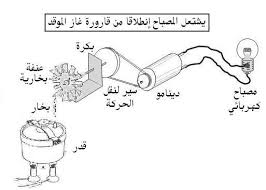 يشتعل المصباح إنطلاقا من قارورة غاز الموقد
بكرة
عنفة
بخارية
سير لنقل
الحركة
دينامو
مصباح
كهربائي
بخار
قدر